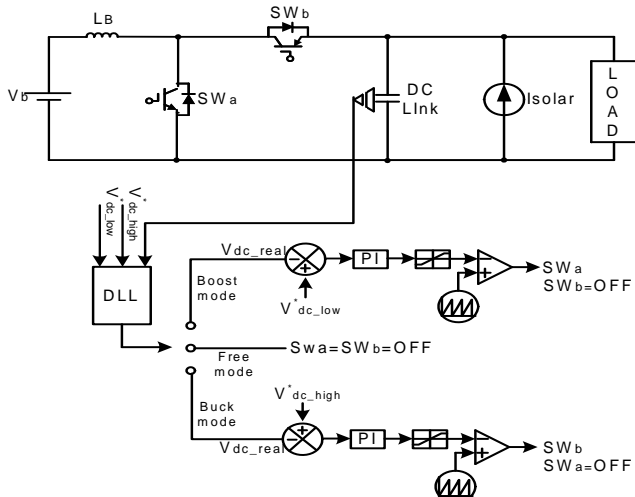 LB
SWb
Vb
SWa
DC
LInk
Isolar
LOAD
V*dc_low
V*dc_high
DLL
Vdc_real
PI
Boost
mode
V*dc_low
SWa
SWb=OFF
Swa=SWb=OFF
Free
mode
V*dc_high
Buck
mode
Vdc_real
PI
SWb
SWa=OFF